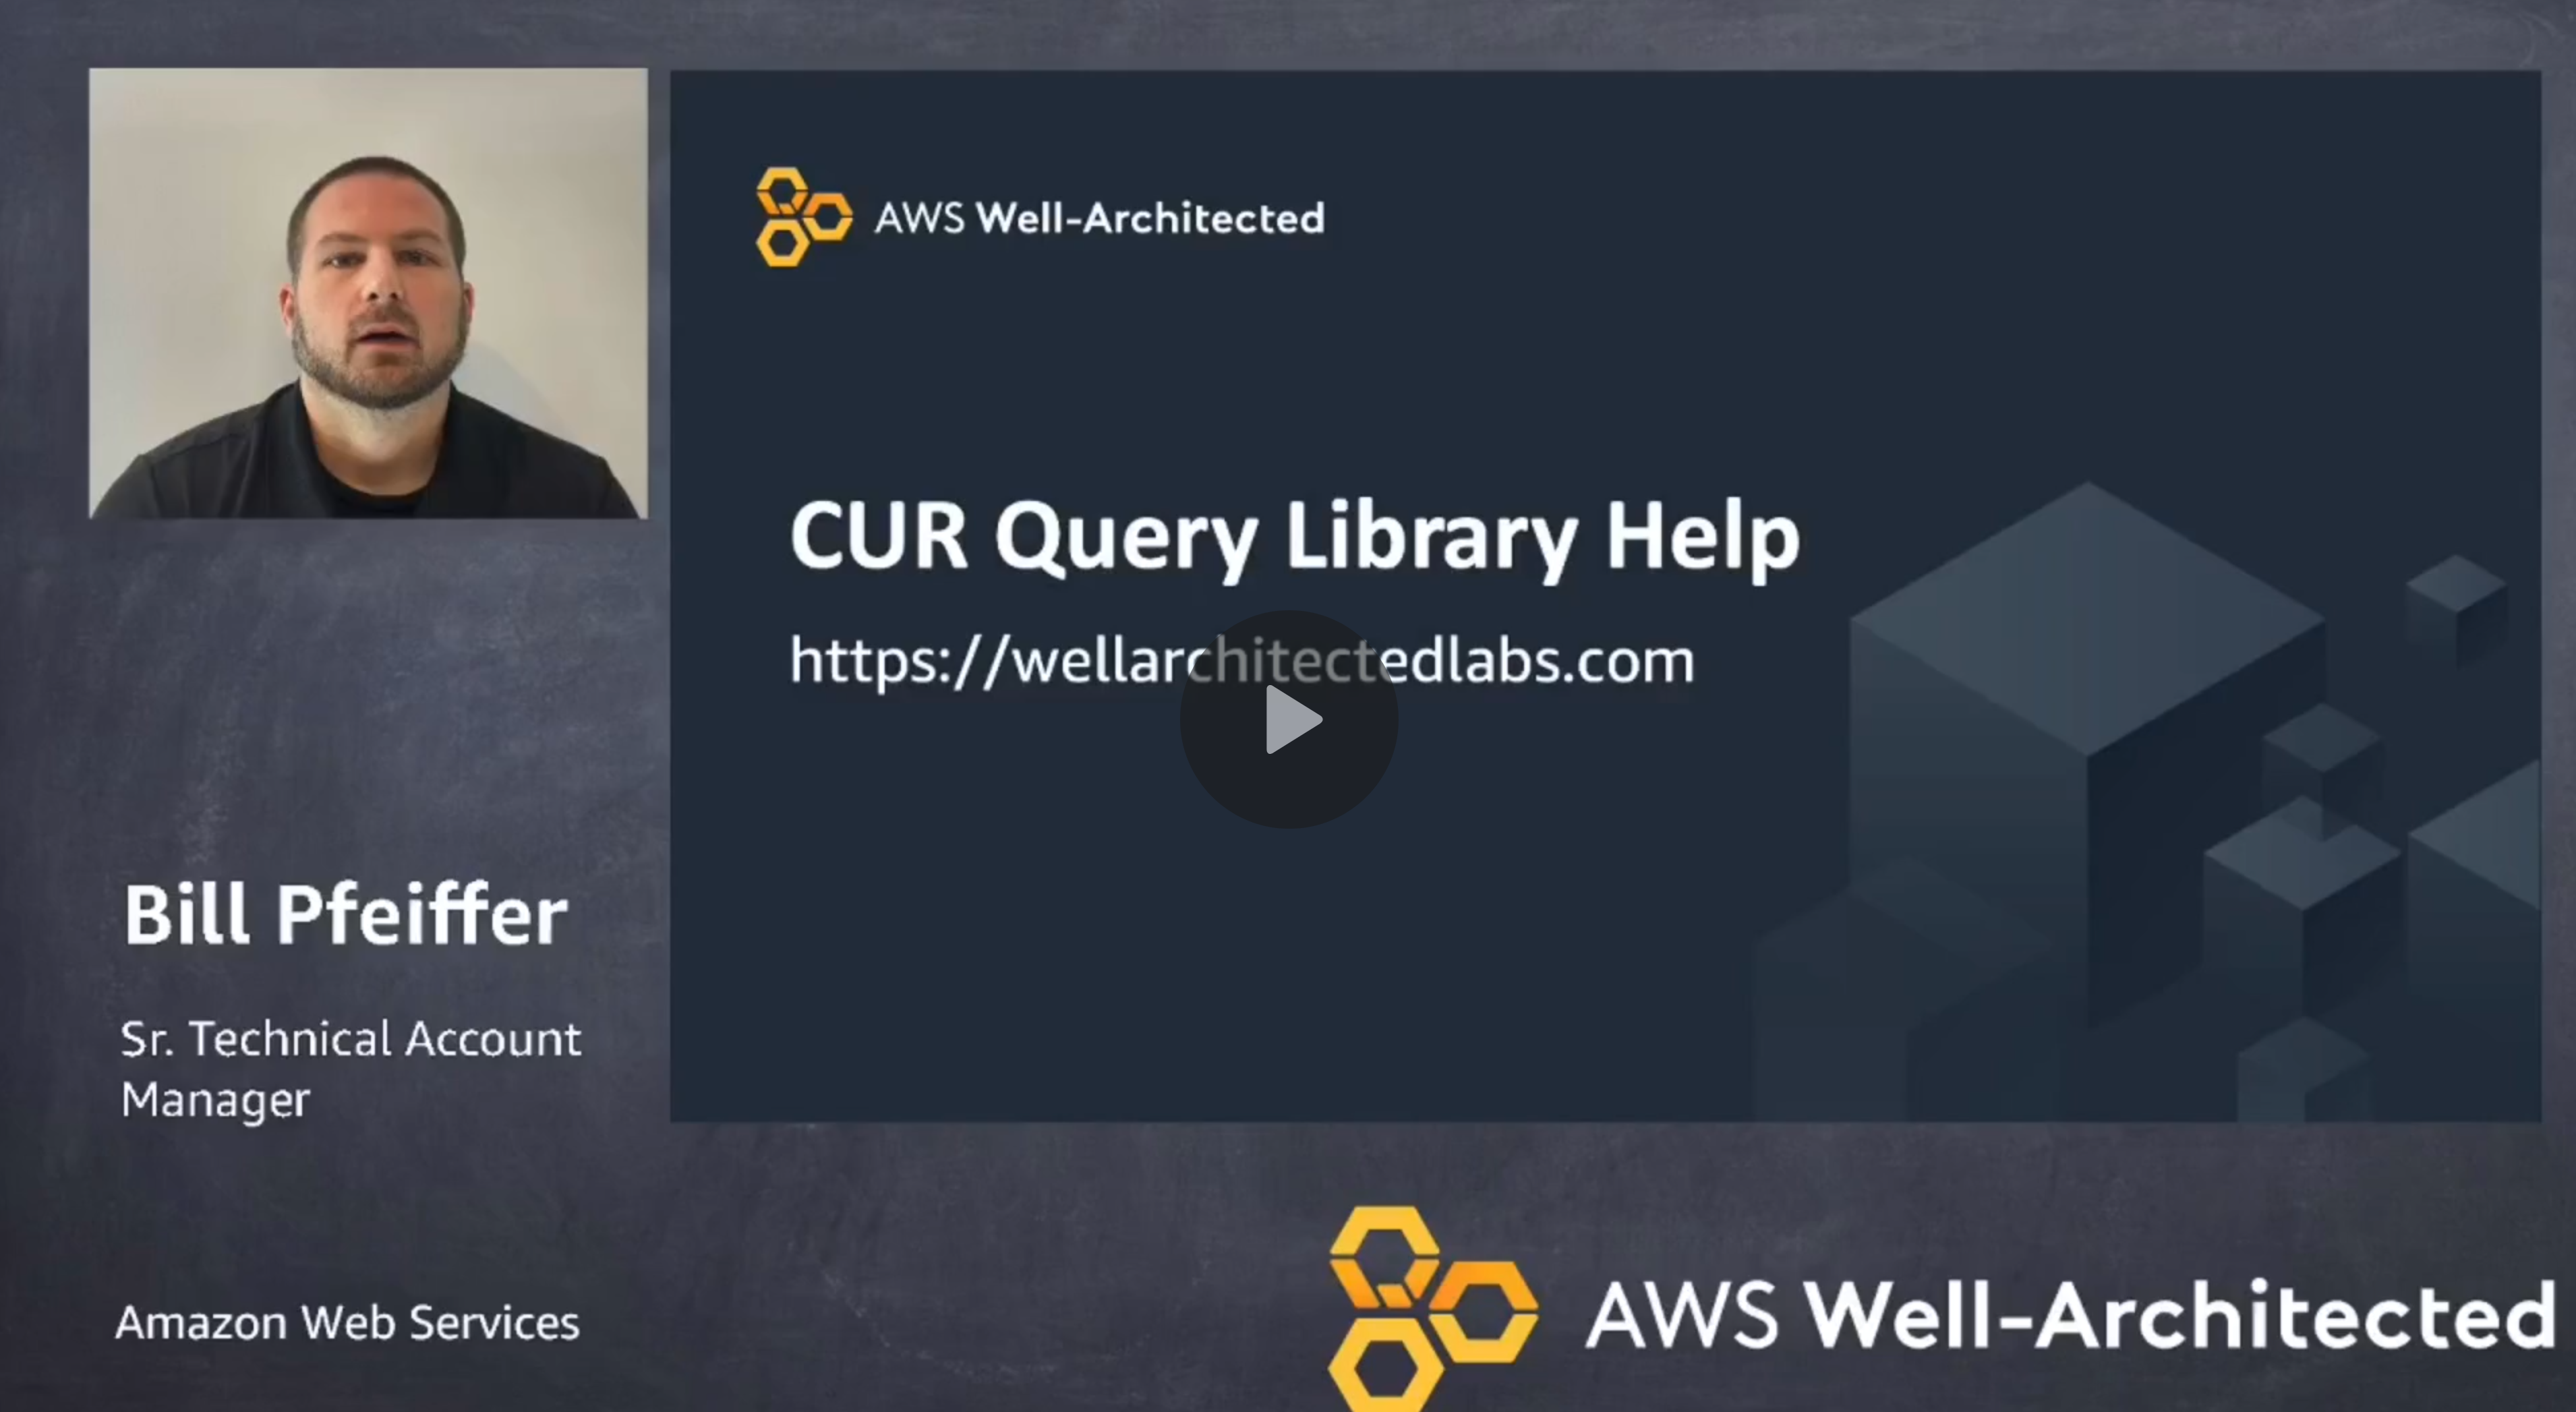 AWS Well-Architected
CUR Query Library Help
https://wellarchitectedlabs.com
Bill Pfeiffer
Sr. Technical Account
Manager
Amazon Web Services
AWS Well-Architected